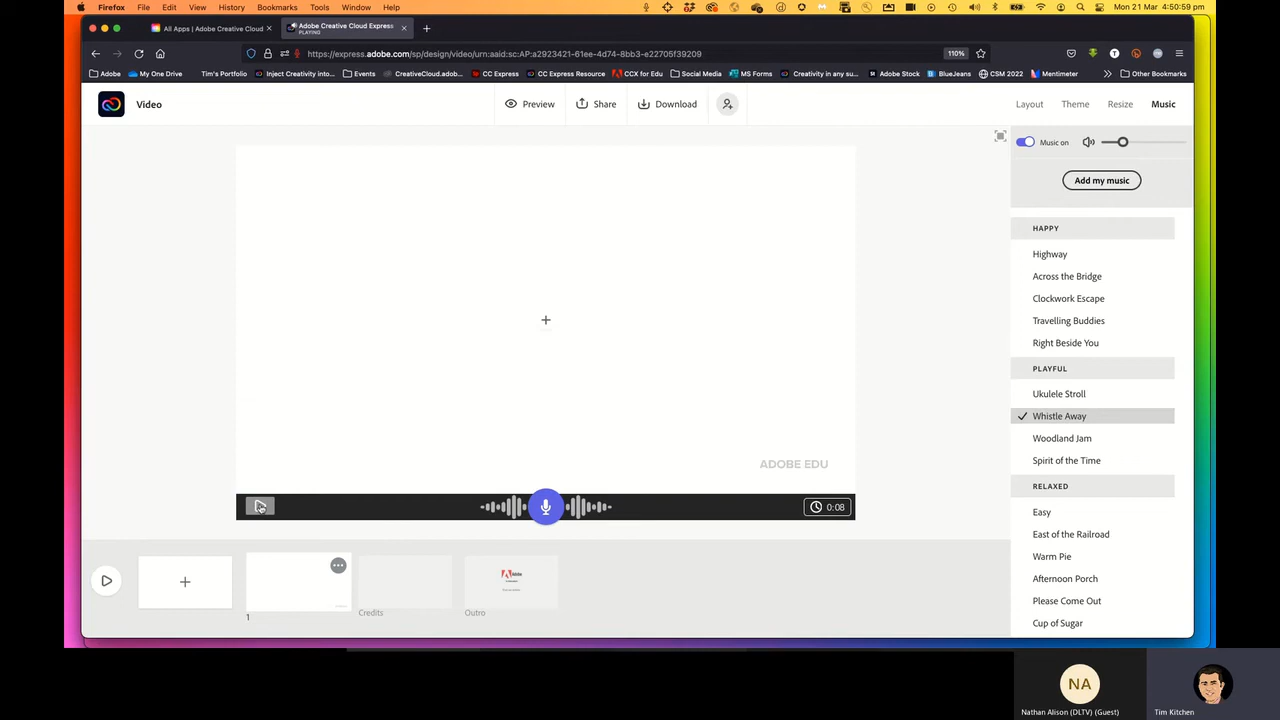 Firefox File Edit View History Bookmarks Tools Window Help Mon 21 Mar 4:50:59 pm
All Apps | Adobe Creative Cloud
Adobe Creative Cloud Express
PLAYING
https://express.adobe.com/sp/design/video/urn:aaid:sc:AP:a2923421-61ee-4d74-8bb3-e22705f39209 110%
Adobe My One Drive Tim's Portfolio Inject Creativity into... Events CreativeCloud.adob... CC Express CC Express Resource CCX for Edu Social Media MS Forms Creativity in any su... Adobe Stock BlueJeans CSM 2022 Mentimeter Other Bookmarks
Video Preview Share Download Layout Theme Resize Music
Music on
Add my music
HAPPY
Highway
Across the Bridge
Clockwork Escape
Travelling Buddies
Right Beside You
PLAYFUL
Ukulele Stroll
Whistle Away
Woodland Jam
Spirit of the Time
RELAXED
Easy
East of the Railroad
Warm Pie
Afternoon Porch
Please Come Out
Cup of Sugar
ADOBE EDU
0:08
Adobe
1 Credits Outro
NA
Nathan Alison (DLTV) (Guest) Tim Kitchen